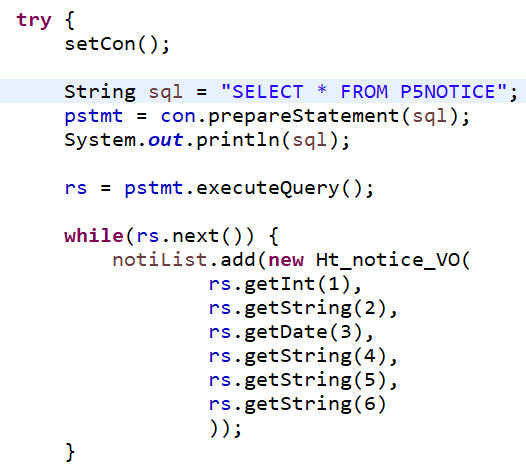 try {
setCon();
String sql = "SELECT * FROM P5NOTICE";
pstmt = con.prepareStatement(sql);
System.out.println(sql);
rs = pstmt.executeQuery();
while(rs.next()) {
notiList.add(new Ht_notice_VO(
rs.getInt(1),
rs.getString(2),
rs.getDate(3),
rs.getString(4),
rs.getString(5),
rs.getString(6)
));
}